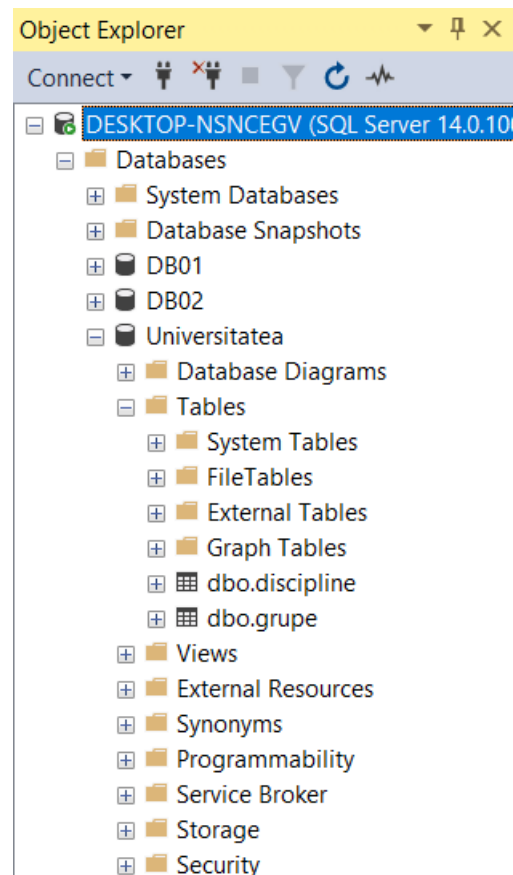 Object Explorer
Connect
DESKTOP-NSNCEGV (SQL Server 14.0.100
Databases
System Databases
Database Snapshots
DB01
DB02
Universitatea
Database Diagrams
Tables
System Tables
FileTables
External Tables
Graph Tables
dbo.discipline
dbo.grupe
Views
External Resources
Synonyms
Programmability
Service Broker
Storage
Security